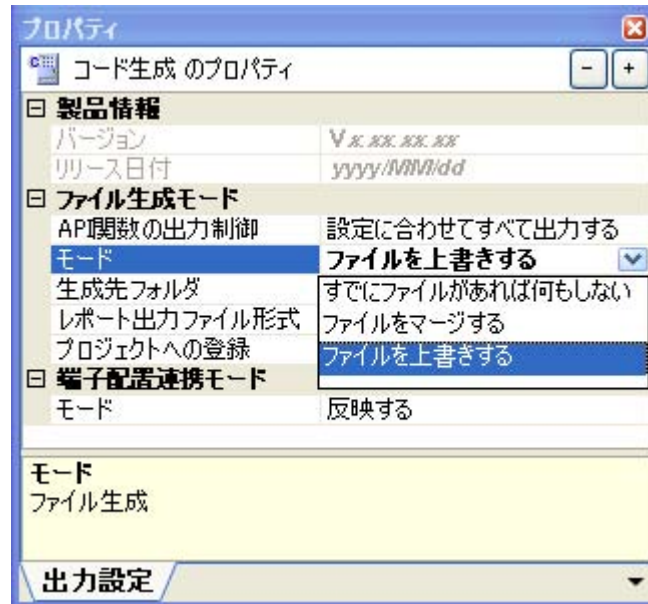 プロパティ
コード生成 のプロパティ
製品情報
バージョン Vx.xx.xx.xx
リリース日付 yyyy/MM/dd
ファイル生成モード
API関数の出力制御 設定に合わせてすべて出力する
モード ファイルを上書きする
生成先フォルダ すでにファイルがあれば何もしない
レポート出力ファイル形式 ファイルをマージする
プロジェクトへの登録 ファイルを上書きする
端子配置連携モード
モード 反映する
モード
ファイル生成
出力設定